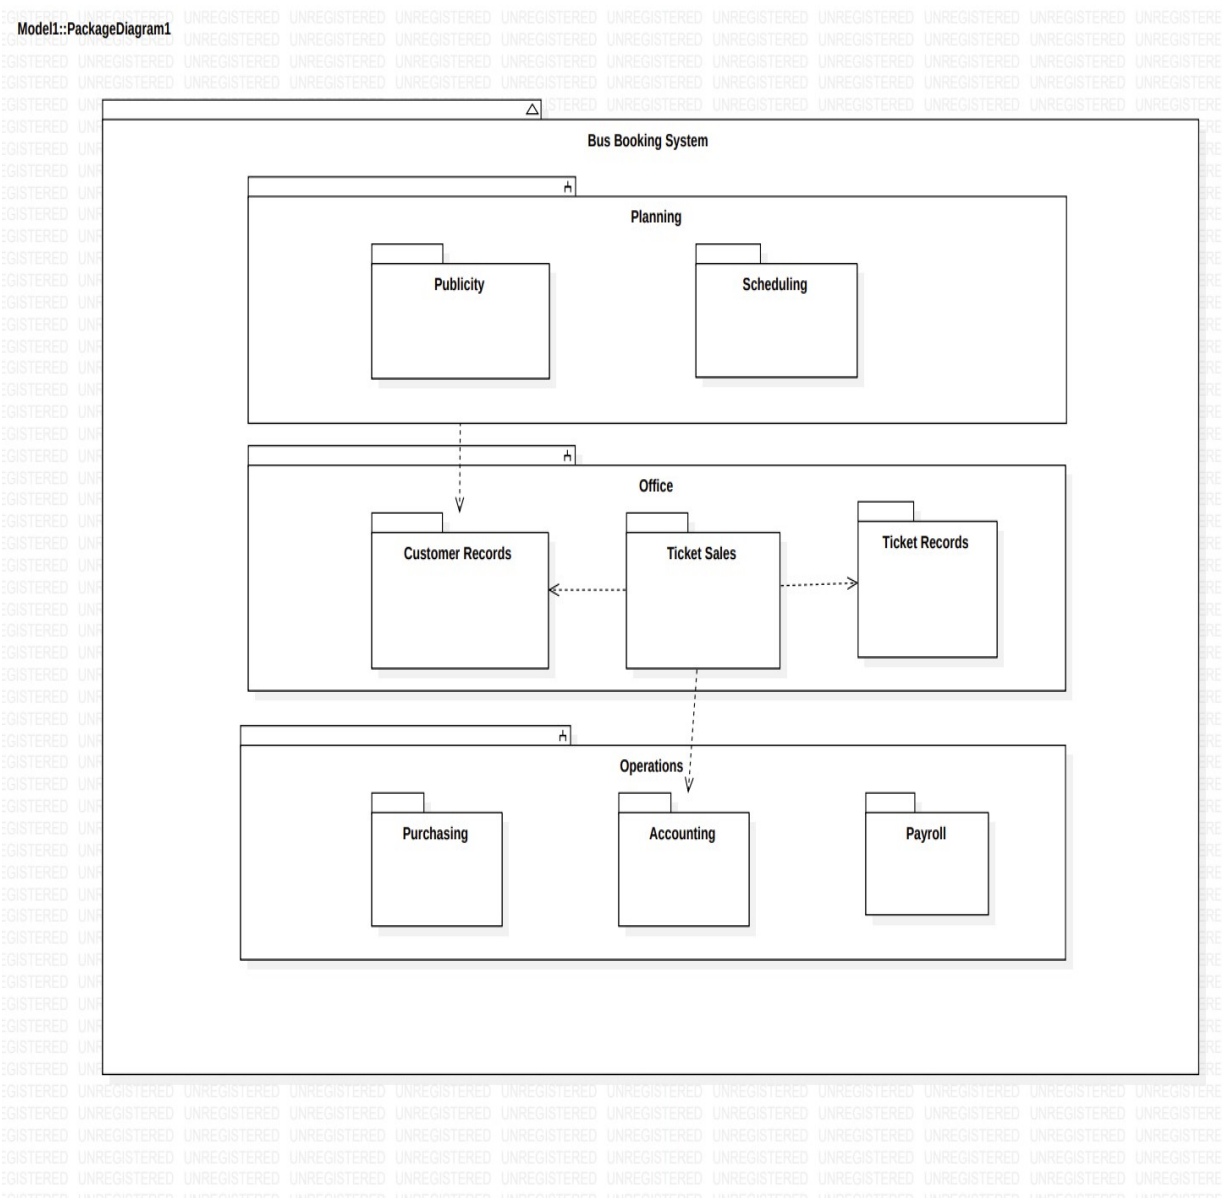 Model1::PackageDiagram1
Bus Booking System
Planning
Publicity
Scheduling
Office
Customer Records
Ticket Sales
Ticket Records
Operations
Purchasing
Accounting
Payroll
UNREGISTERED